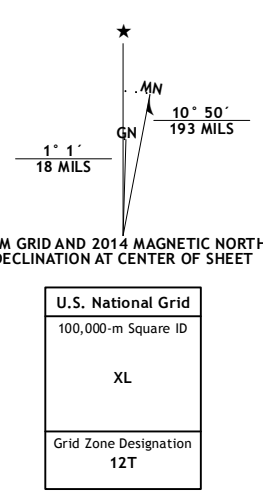 MN
GN
10° 50´
193 MILS
1° 1´
18 MILS
M GRID AND 2014 MAGNETIC NORTH
DECLINATION AT CENTER OF SHEET
U.S. National Grid
100,000-m Square ID
XL
Grid Zone Designation
12T